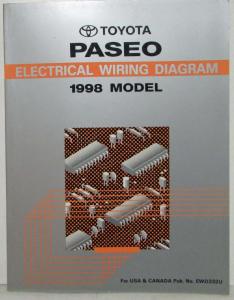 TOYOTA
PASEO
ELECTRICAL WIRING DIAGRAM
1998 MODEL
For USA & CANADA Pub. No. EWD332U